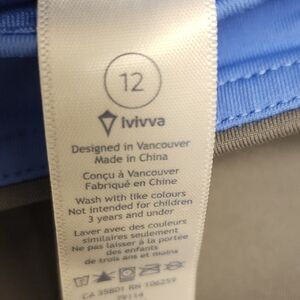 12
ivivva
Designed in Vancouver
Made in China
Conçu à Vancouver
Fabriqué en Chine
Wash with like colours
Not intended for children
3 years and under
Laver avec des couleurs
similaires seulement
Ne pas laisser à la portée
des enfants
de trois ans et moins
CA 35801 RN 106259